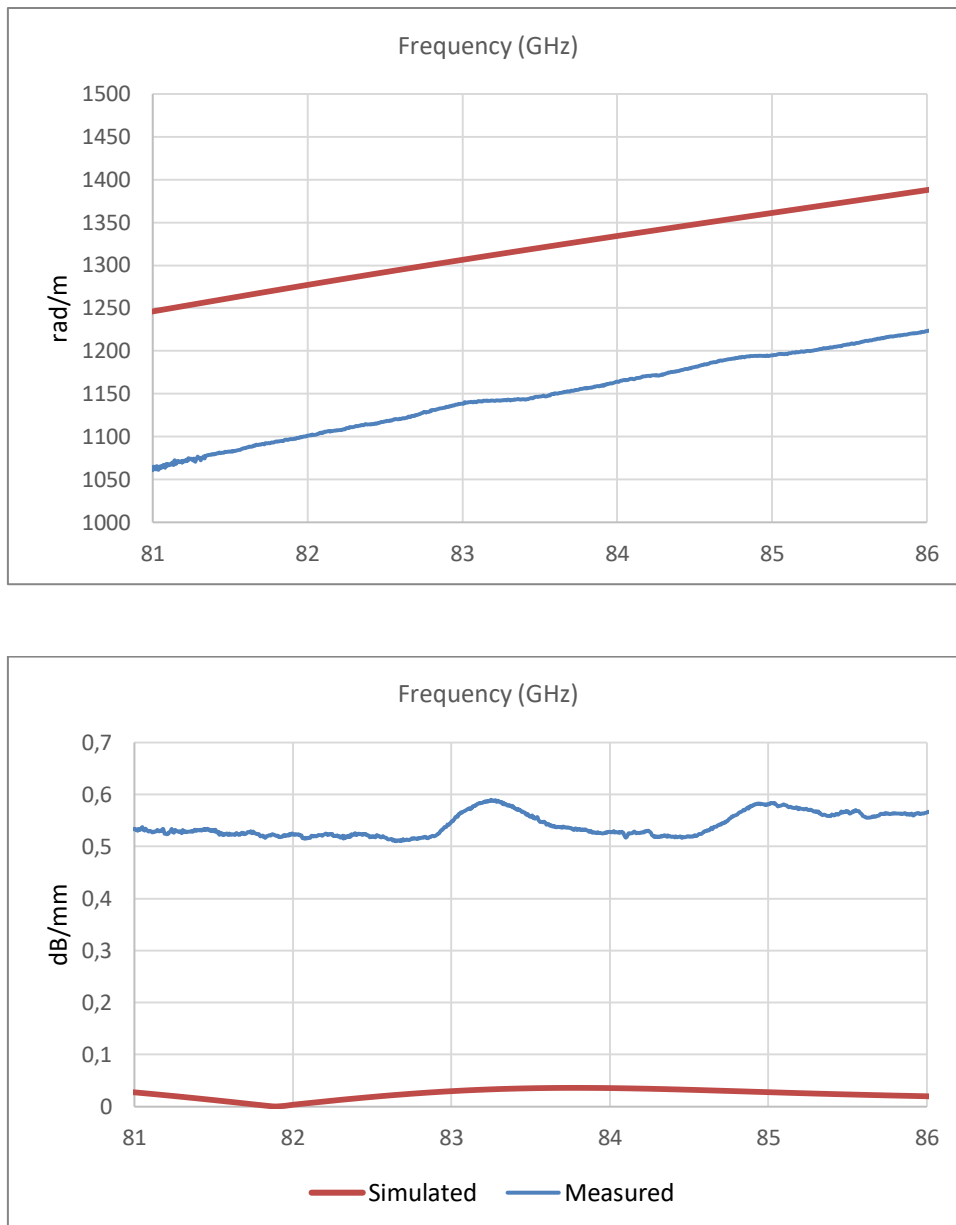 Frequency (GHz)
1500
1450
1400
1350
1300
1250
1200
1150
1100
1050
1000
rad/m
81 82 83 84 85 86
Frequency (GHz)
0,7
0,6
0,5
0,4
0,3
0,2
0,1
0
dB/mm
81 82 83 84 85 86
Simulated Measured